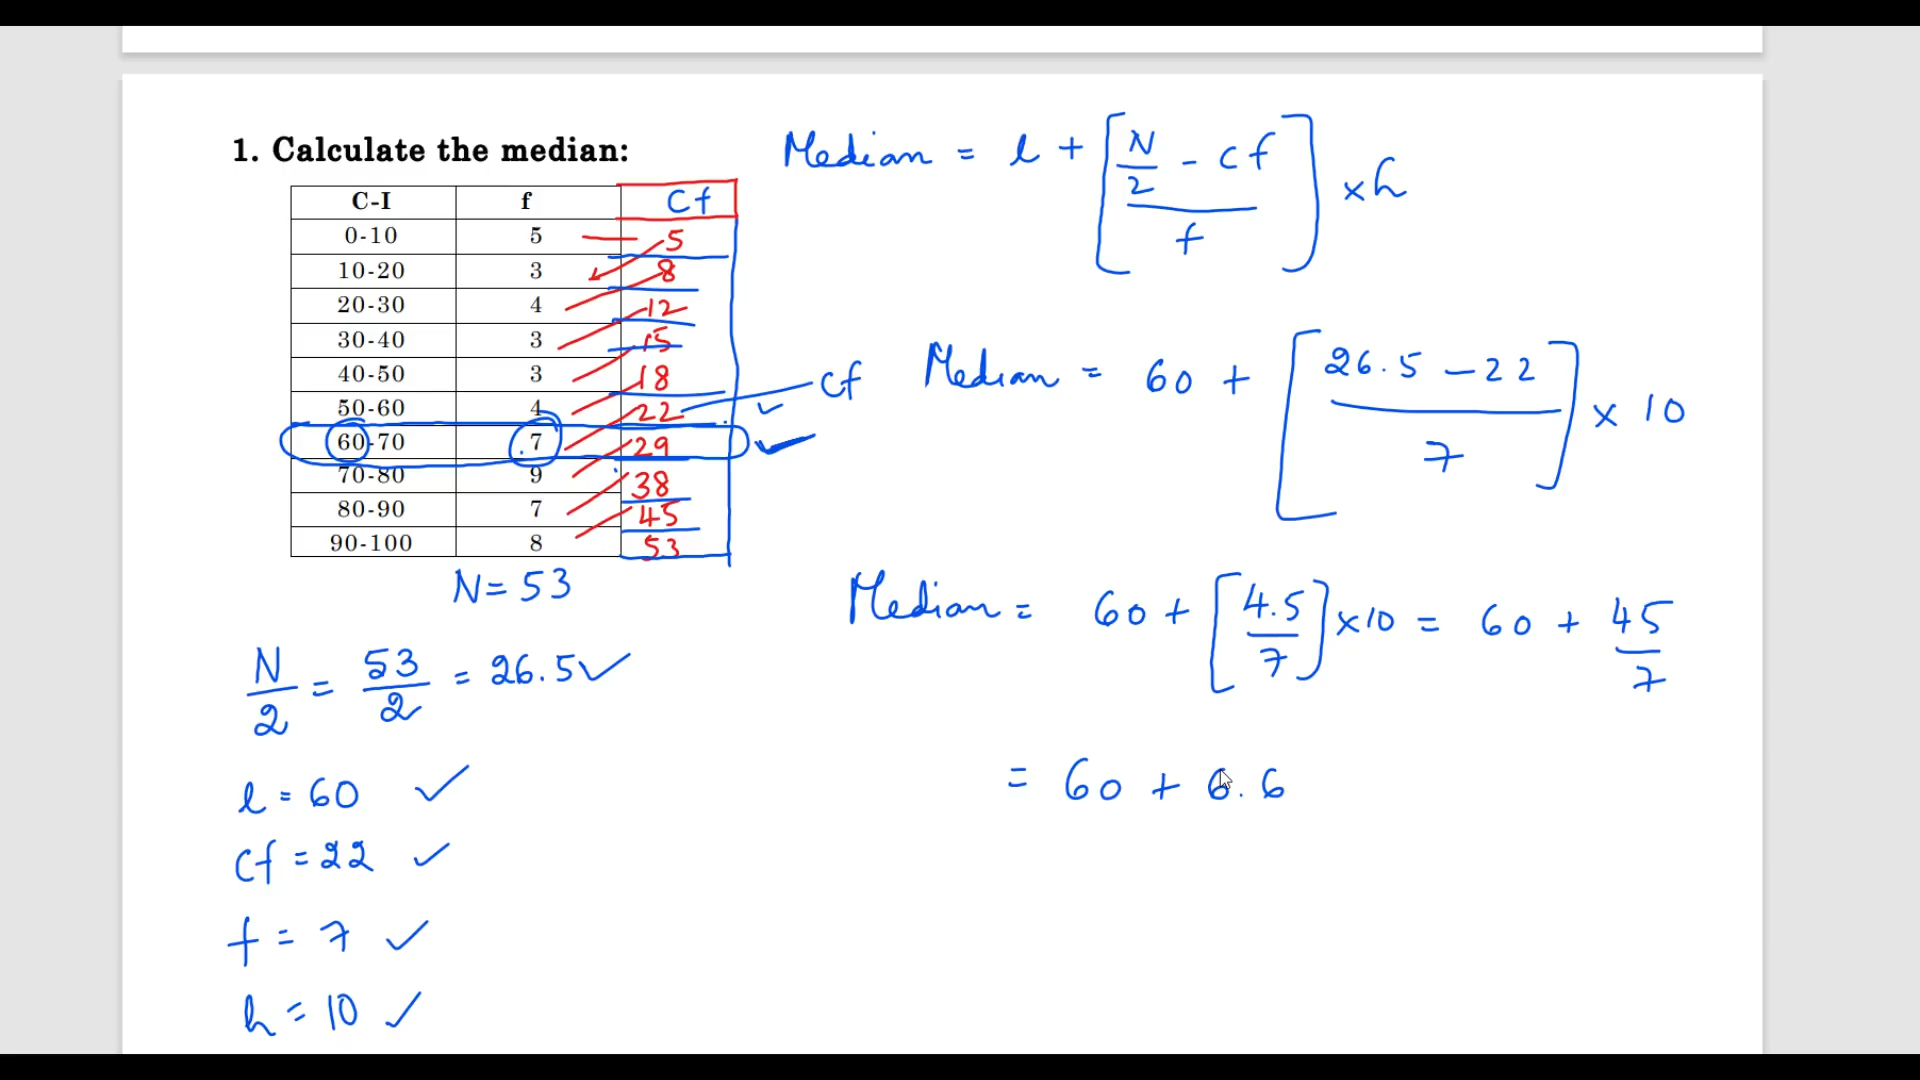 1. Calculate the median:
C-I f Cf
0-10 5 5
10-20 3 8
20-30 4 12
30-40 3 15
40-50 3 18
50-60 4 22
60-70 7 29
70-80 9 38
80-90 7 45
90-100 8 53
Cf
N = 53
N/2 = 53/2 = 26.5 ✓
l = 60 ✓
Cf = 22 ✓
f = 7 ✓
h = 10 ✓
Median = l + [(N/2 - cf)/f] × h
Median = 60 + [(26.5 - 22)/7] × 10
Median = 60 + [4.5/7] × 10 = 60 + 45/7
= 60 + 6.6